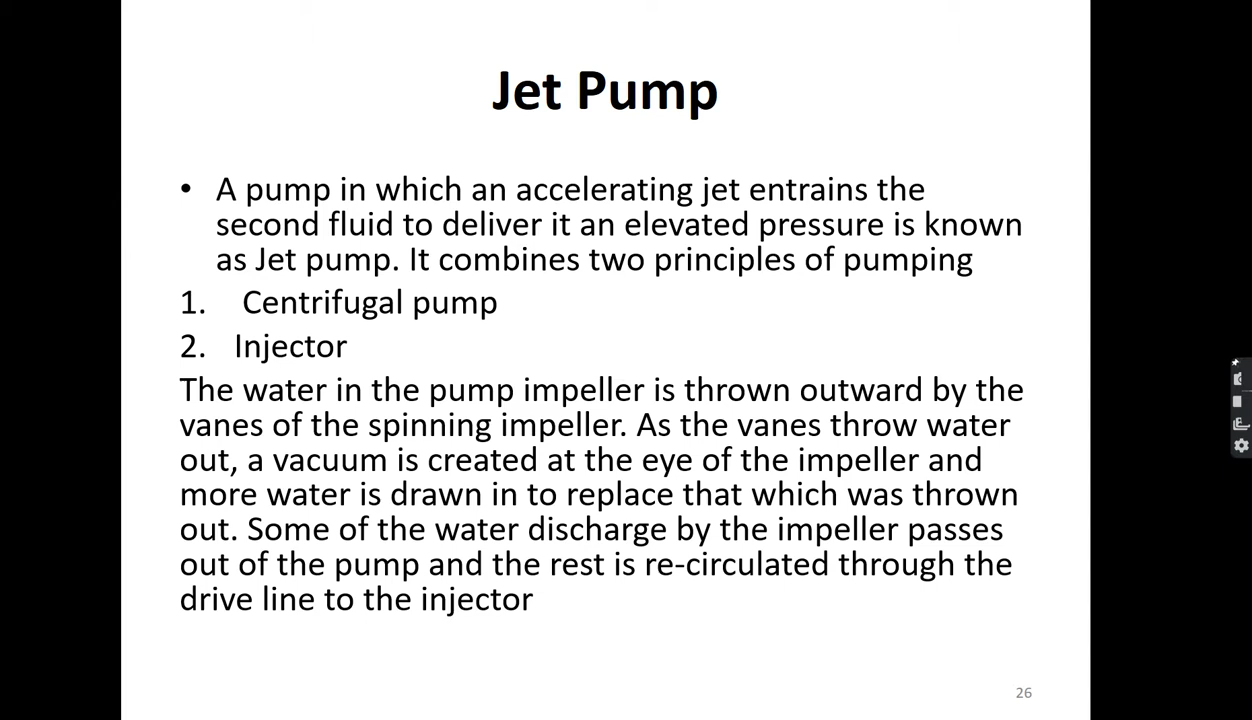 Jet Pump
• A pump in which an accelerating jet entrains the
second fluid to deliver it an elevated pressure is known
as Jet pump. It combines two principles of pumping
1. Centrifugal pump
2. Injector
The water in the pump impeller is thrown outward by the
vanes of the spinning impeller. As the vanes throw water
out, a vacuum is created at the eye of the impeller and
more water is drawn in to replace that which was thrown
out. Some of the water discharge by the impeller passes
out of the pump and the rest is re-circulated through the
drive line to the injector
26